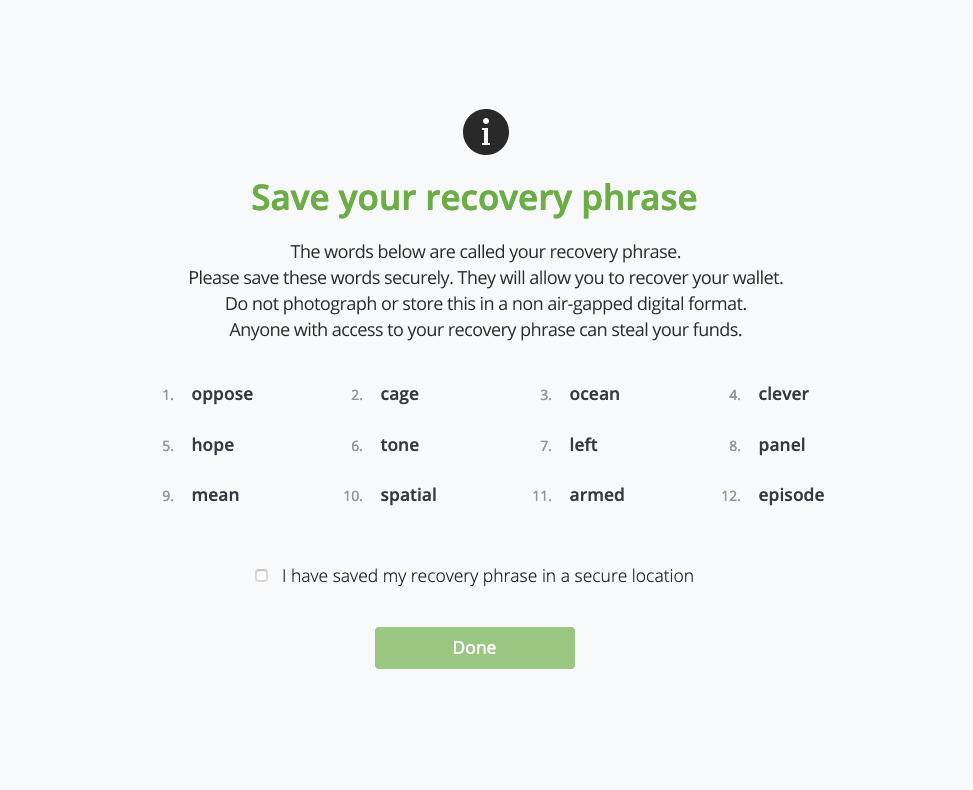 Save your recovery phrase
The words below are called your recovery phrase.
Please save these words securely. They will allow you to recover your wallet.
Do not photograph or store this in a non air-gapped digital format.
Anyone with access to your recovery phrase can steal your funds.
1. oppose 2. cage 3. ocean 4. clever
5. hope 6. tone 7. left 8. panel
9. mean 10. spatial 11. armed 12. episode
I have saved my recovery phrase in a secure location
Done